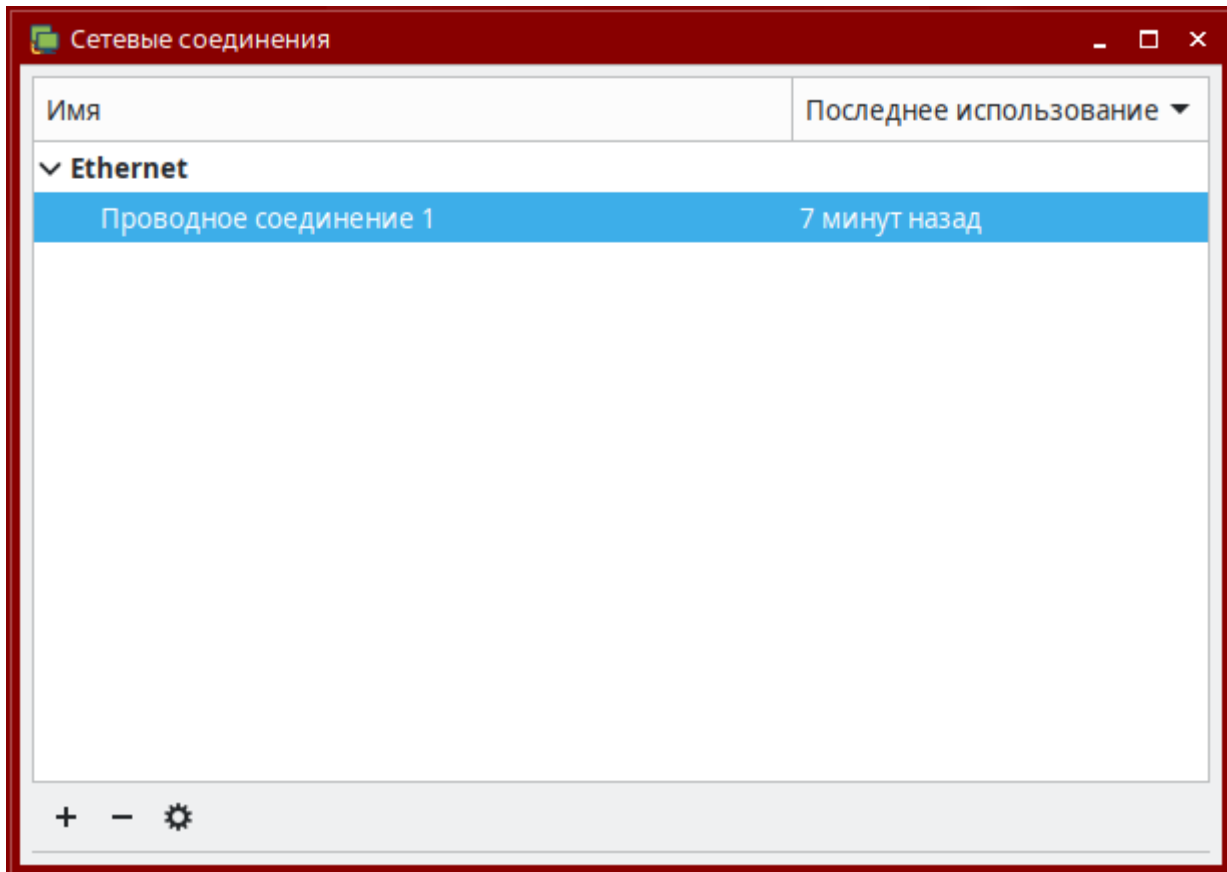 Сетевые соединения
Имя Последнее использование
Ethernet
Проводное соединение 1 7 минут назад